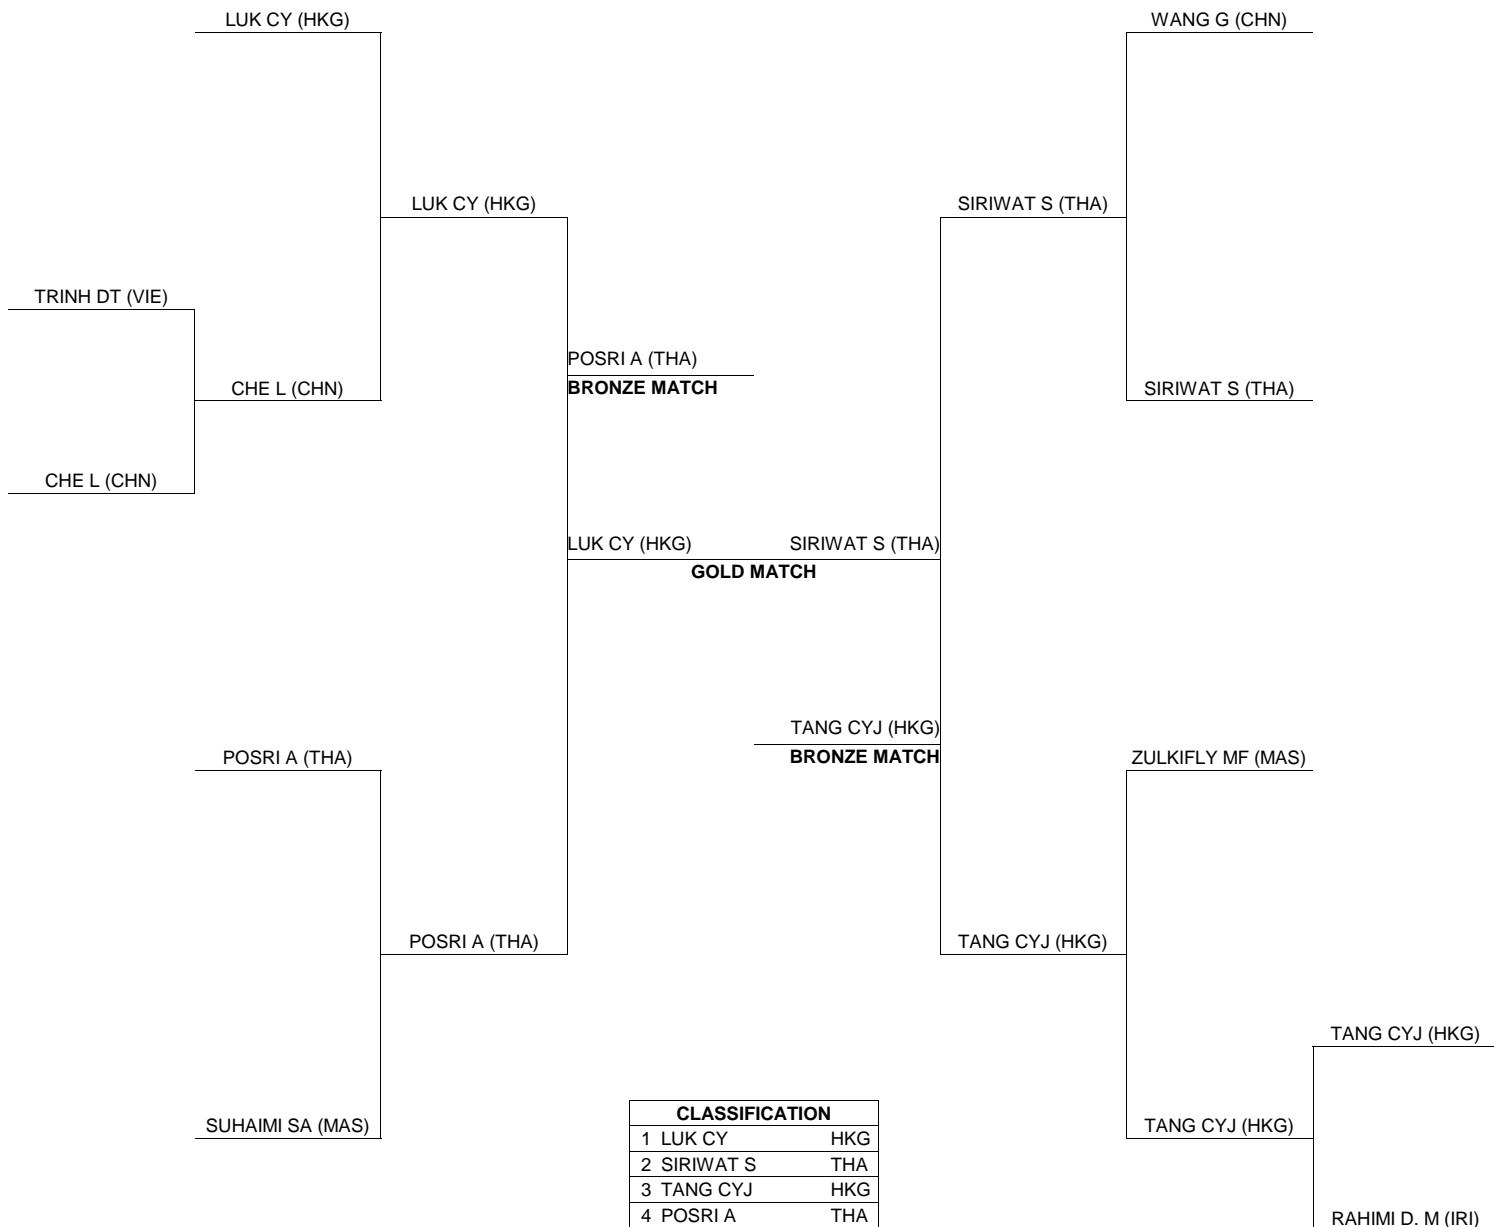 LUK CY (HKG)
WANG G (CHN)
LUK CY (HKG)
SIRIWAT S (THA)
TRINH DT (VIE)
POSRI A (THA)
BRONZE MATCH
CHE L (CHN)
SIRIWAT S (THA)
CHE L (CHN)
LUK CY (HKG)
SIRIWAT S (THA)
GOLD MATCH
TANG CYJ (HKG)
BRONZE MATCH
POSRI A (THA)
ZULKIFLY MF (MAS)
POSRI A (THA)
TANG CYJ (HKG)
TANG CYJ (HKG)
SUHAIMI SA (MAS)
TANG CYJ (HKG)
CLASSIFICATION
1 LUK CY HKG
2 SIRIWAT S THA
3 TANG CYJ HKG
4 POSRI A THA
RAHIMI D. M (IRI)